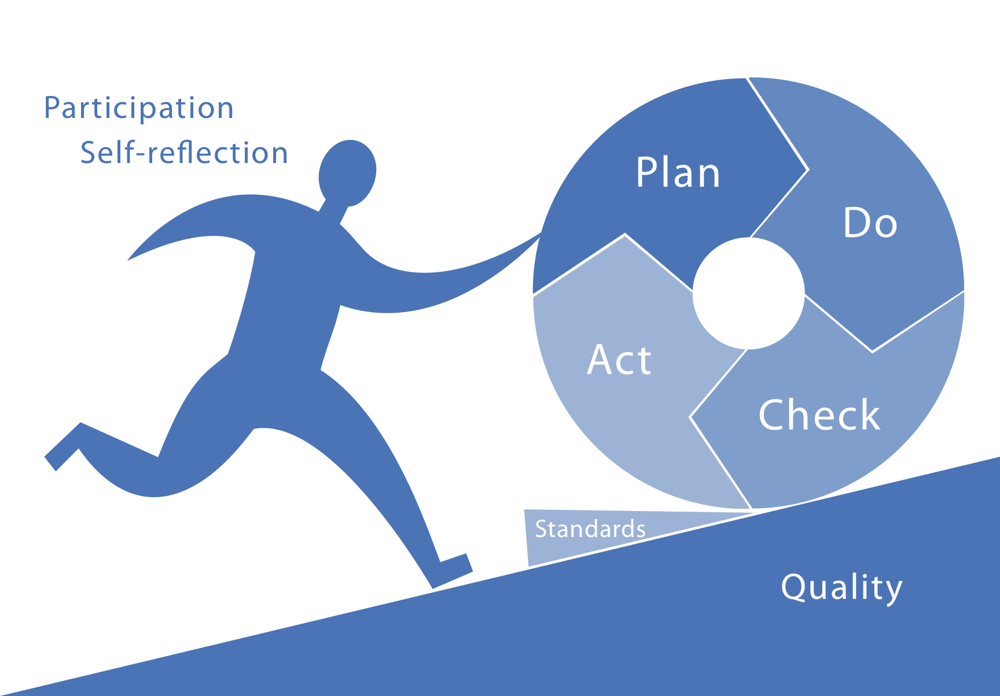 Participation
Self-reflection
Plan
Do
Check
Act
Standards
Quality